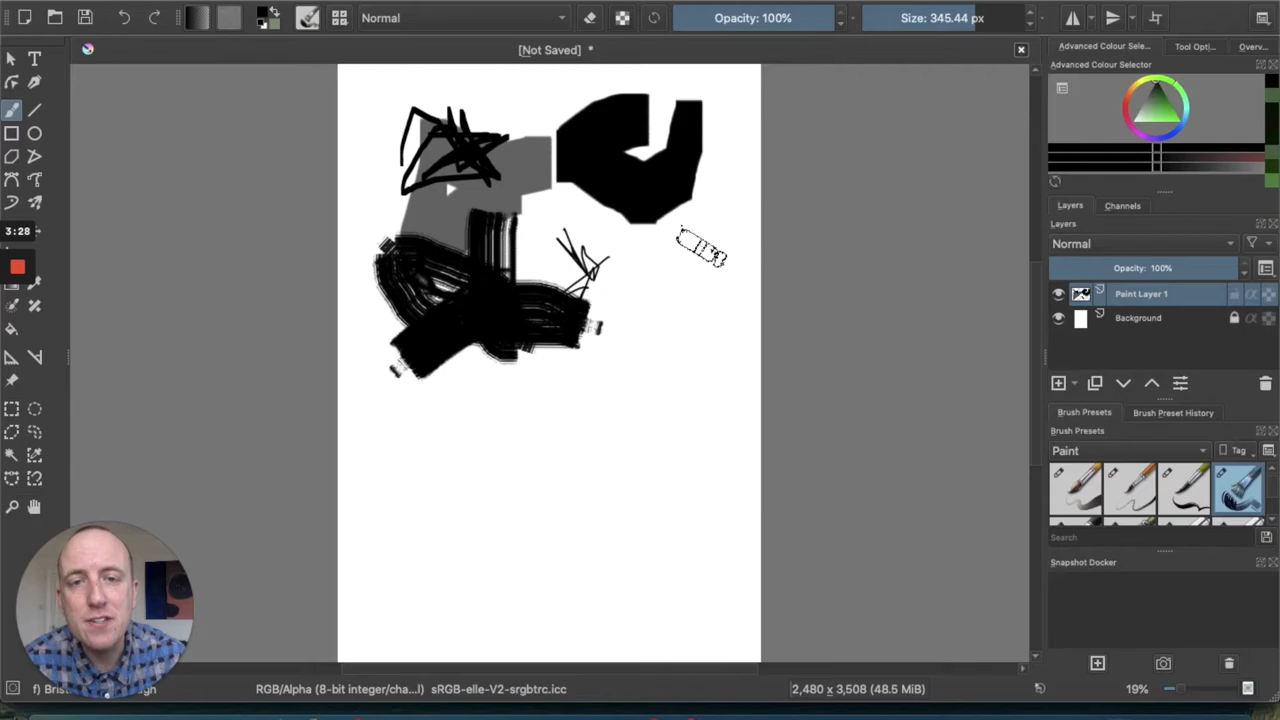 Normal
Opacity: 100%
Size: 345.44 px
[Not Saved] *
Advanced Colour Sele...
Tool Opti...
Overv...
Advanced Colour Selector
3:28
Layers
Channels
Layers
Normal
Opacity: 100%
Paint Layer 1
Background
Brush Presets
Brush Preset History
Brush Presets
Paint
Tag
Search
Snapshot Docker
f) Brist
gn
RGB/Alpha (8-bit integer/cha...l) sRGB-elle-V2-srgbtrc.icc
2,480 x 3,508 (48.5 MiB)
19%